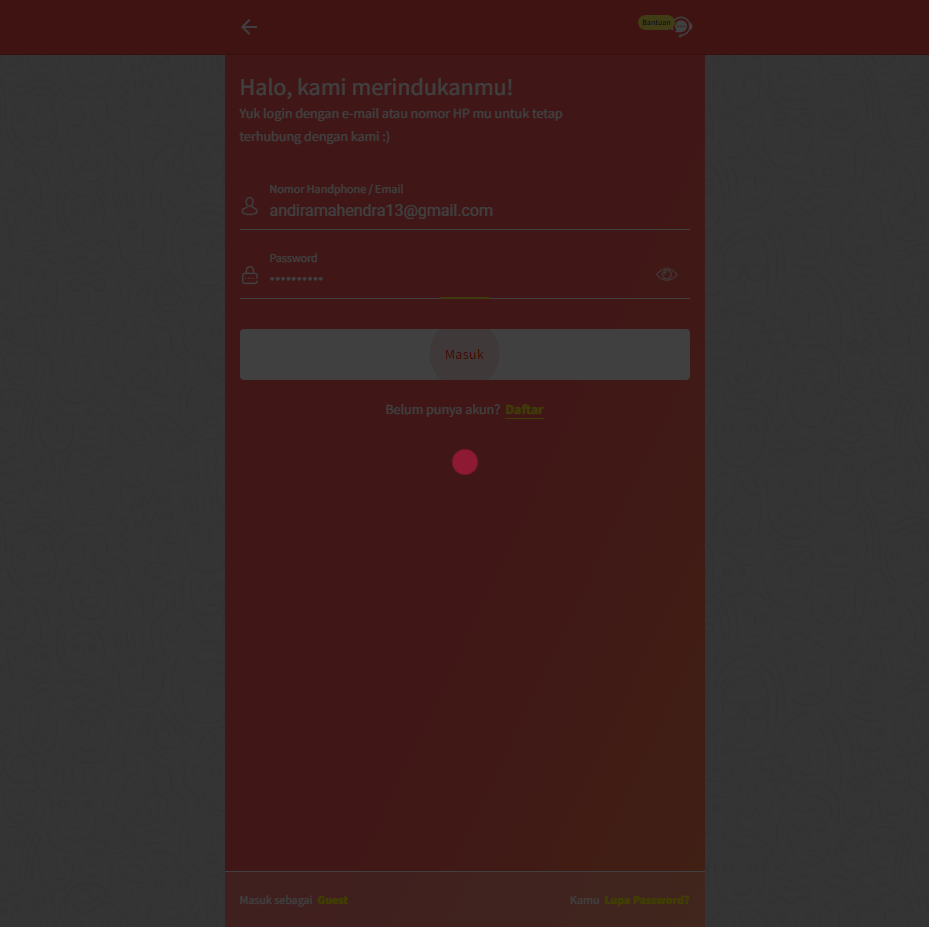 Bantuan
Halo, kami merindukanmu!
Yuk login dengan e-mail atau nomor HP mu untuk tetap
terhubung dengan kami :)
Nomor Handphone / Email
andiramahendra13@gmail.com
Password
••••••••••
Masuk
Belum punya akun? Daftar
Masuk sebagai Guest
Kamu Lupa Password?